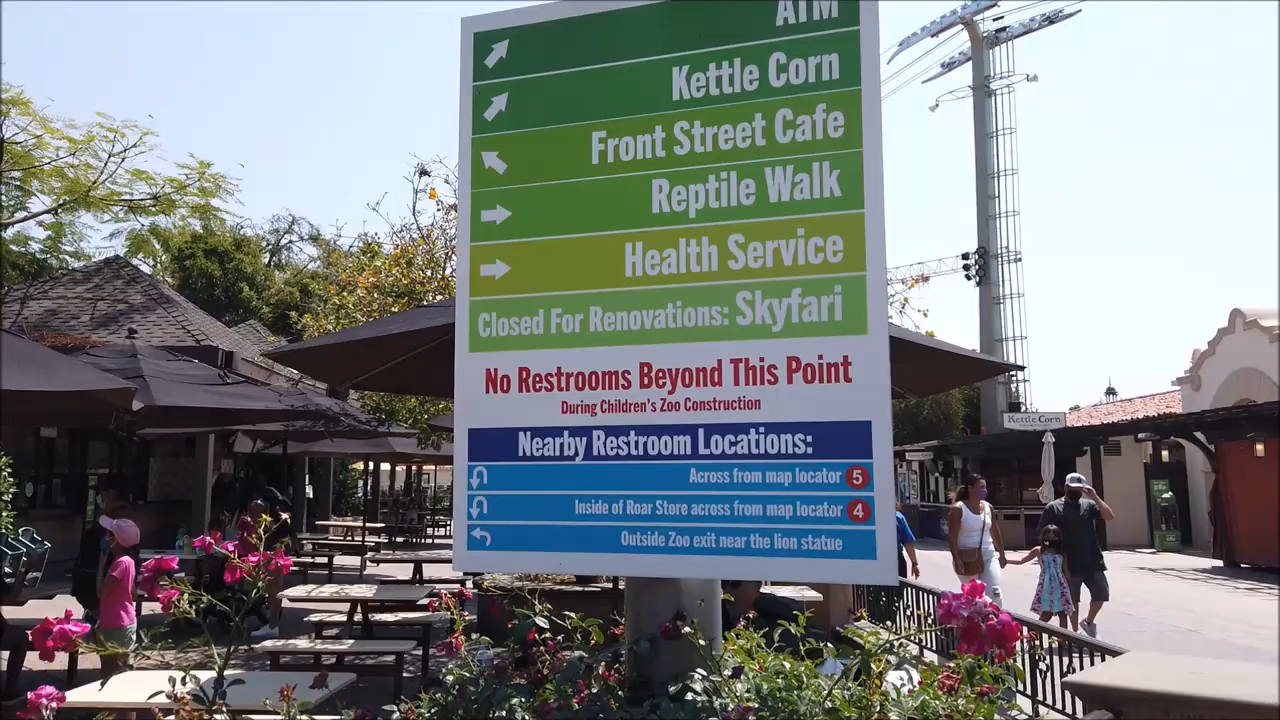 ATM
Kettle Corn
Front Street Cafe
Reptile Walk
Health Service
Closed For Renovations: Skyfari
No Restrooms Beyond This Point
During Children's Zoo Construction
Nearby Restroom Locations:
Across from map locator 5
Inside of Roar Store across from map locator 4
Outside Zoo exit near the lion statue
Kettle Corn